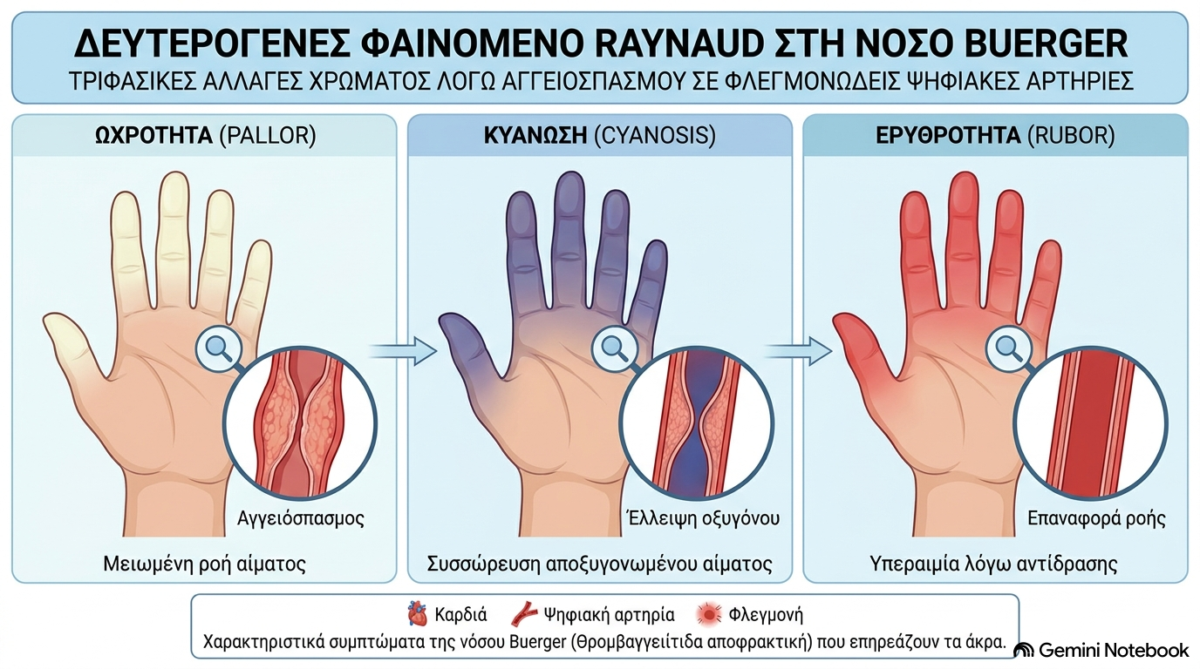 ΔΕΥΤΕΡΟΓΕΝΕΣ ΦΑΙΝΟΜΕΝΟ RAYNAUD ΣΤΗ ΝΟΣΟ BUERGER
ΤΡΙΦΑΣΙΚΕΣ ΑΛΛΑΓΕΣ ΧΡΩΜΑΤΟΣ ΛΟΓΩ ΑΓΓΕΙΟΣΠΑΣΜΟΥ ΣΕ ΦΛΕΓΜΟΝΩΔΕΙΣ ΨΗΦΙΑΚΕΣ ΑΡΤΗΡΙΕΣ
ΩΧΡΟΤΗΤΑ (PALLOR)
Αγγειόσπασμος
Μειωμένη ροή αίματος
ΚΥΑΝΩΣΗ (CYANOSIS)
Έλλειψη οξυγόνου
Συσσώρευση αποξυγονωμένου αίματος
ΕΡΥΘΡΟΤΗΤΑ (RUBOR)
Επαναφορά ροής
Υπεραιμία λόγω αντίδρασης
Καρδιά Ψηφιακή αρτηρία Φλεγμονή
Χαρακτηριστικά συμπτώματα της νόσου Buerger (Θρομβαγγειίτιδα αποφρακτική) που επηρεάζουν τα άκρα.
Gemini Notebook